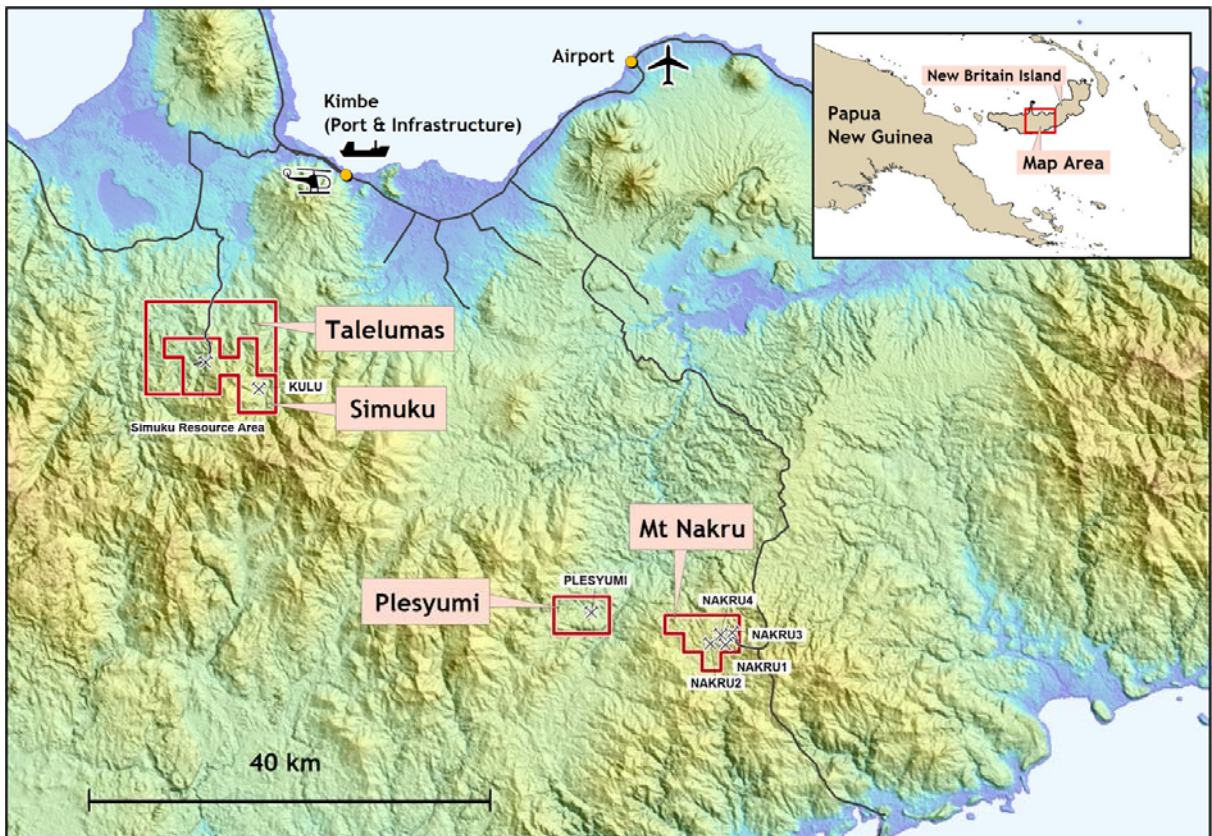 Airport
Kimbe
(Port & Infrastructure)
New Britain Island
Papua
New Guinea
Map Area
Talelumas
KULU
Simuku
Simuku Resource Area
Mt Nakru
PLESYUMI
Plesyumi
NAKRU4
NAKRU3
NAKRU1
NAKRU2
40 km